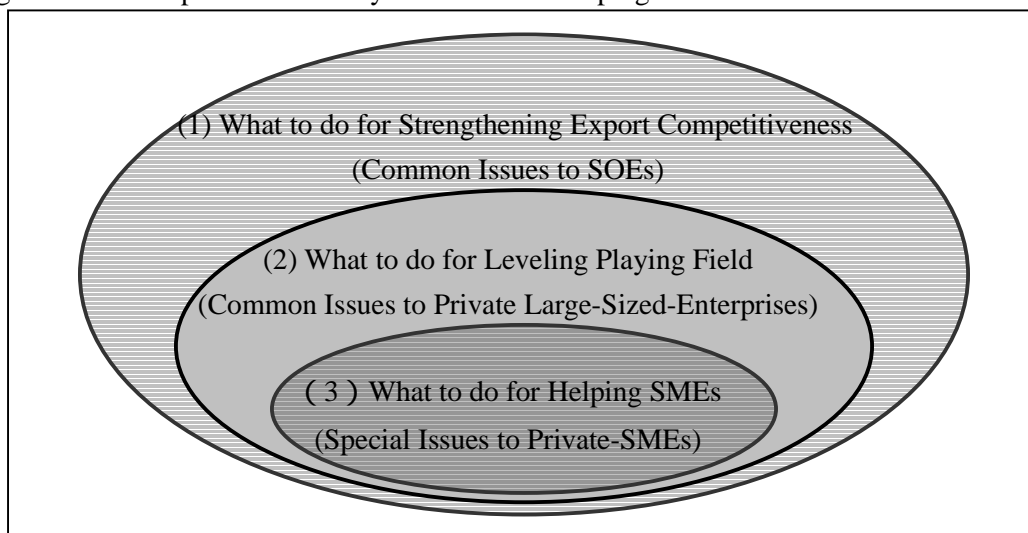 (1) What to do for Strengthening Export Competitiveness
(Common Issues to SOEs)
(2) What to do for Leveling Playing Field
(Common Issues to Private Large-Sized-Enterprises)
( 3 ) What to do for Helping SMEs
(Special Issues to Private-SMEs)